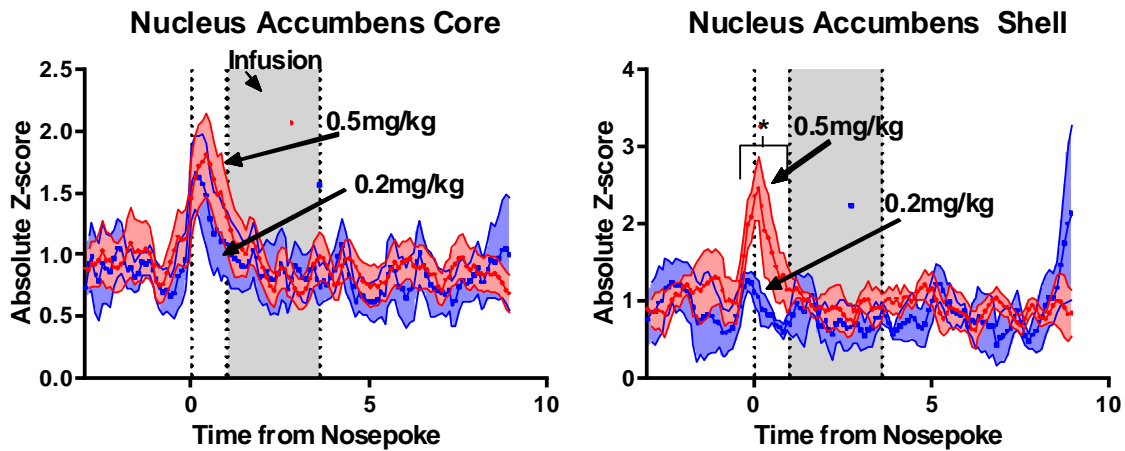 Nucleus Accumbens Core
Infusion
2.5
2.0
1.5
1.0
0.5
0.0
Absolute Z-score
0.5mg/kg
0.2mg/kg
0
5
10
Time from Nosepoke
Nucleus Accumbens Shell
4
3
2
1
0
Absolute Z-score
*
0.5mg/kg
0.2mg/kg
0
5
10
Time from Nosepoke